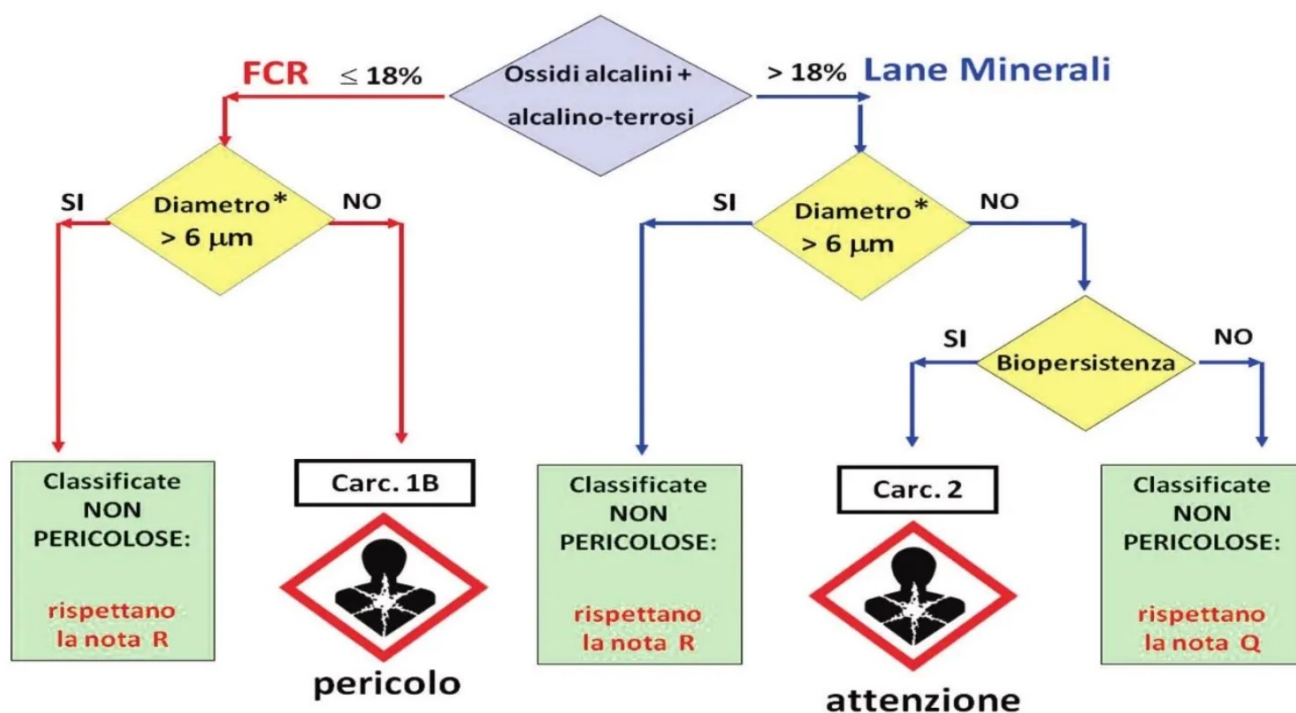 FCR ≤ 18%
Ossidi alcalini +
alcalino-terrosi
> 18% Lane Minerali
SI
Diametro*
> 6 µm
NO
SI
Diametro*
> 6 µm
NO
SI
Biopersistenza
NO
Classificate
NON
PERICOLOSE:
rispettano
la nota R
Carc. 1B
pericolo
Classificate
NON
PERICOLOSE:
rispettano
la nota R
Carc. 2
attenzione
Classificate
NON
PERICOLOSE:
rispettano
la nota Q